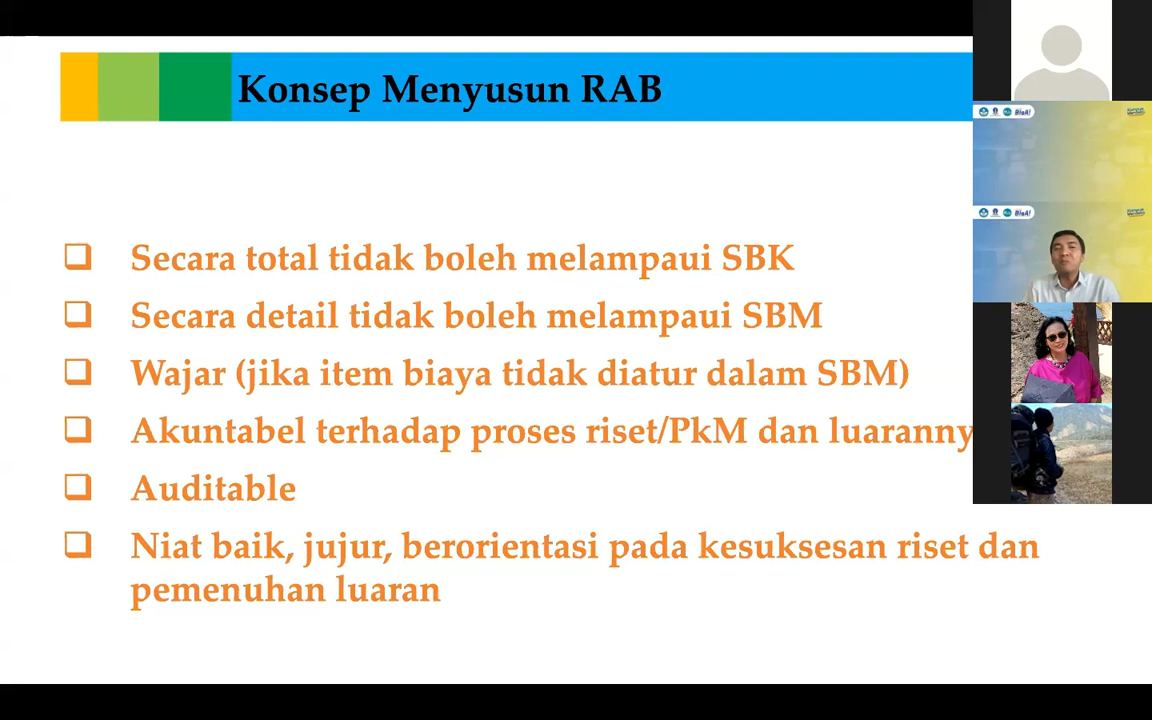 Konsep Menyusun RAB
Secara total tidak boleh melampaui SBK
Secara detail tidak boleh melampaui SBM
Wajar (jika item biaya tidak diatur dalam SBM)
Akuntabel terhadap proses riset/PkM dan luaranny
Auditable
Niat baik, jujur, berorientasi pada kesuksesan riset dan
pemenuhan luaran